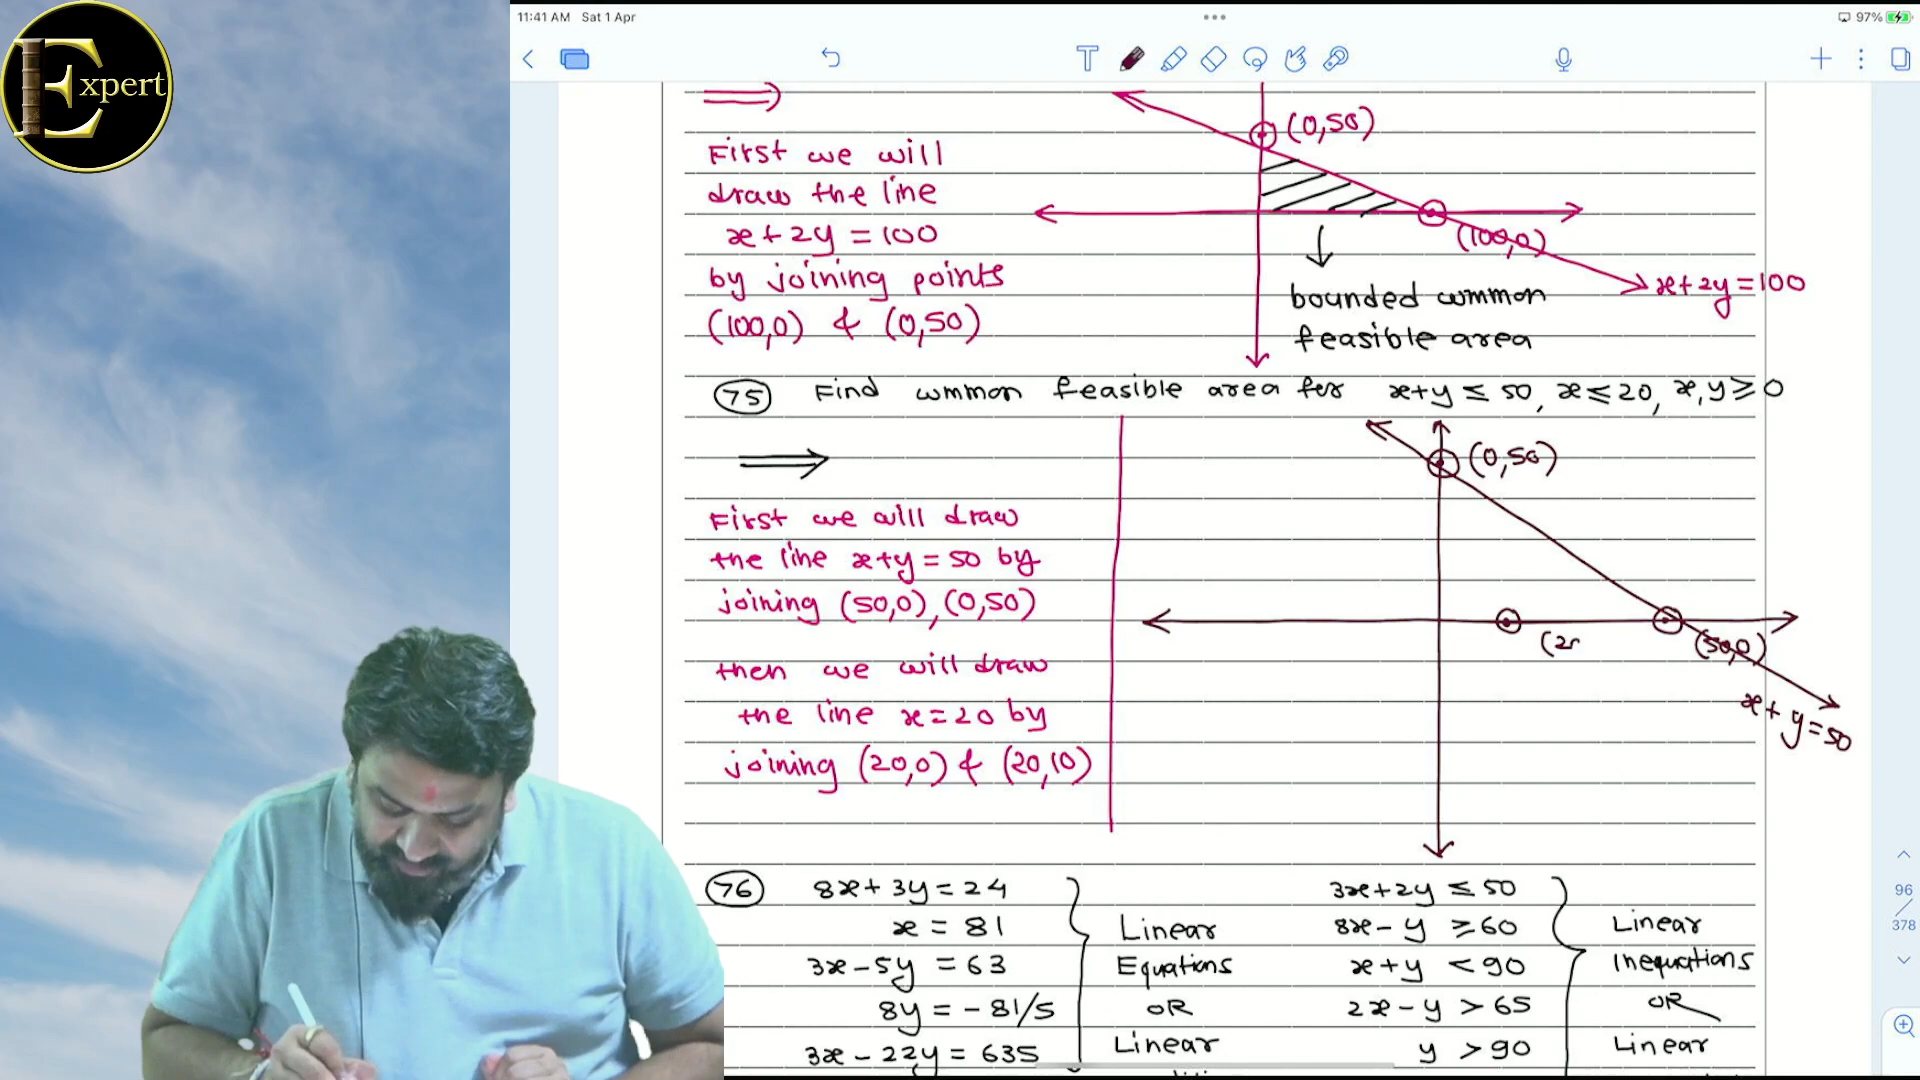 Expert
11:41 AM Sat 1 Apr
97%
First we will
draw the line
x+2y=100
by joining points
(100,0) & (0,50)
(0,50)
(100,0)
x+2y=100
bounded common
feasible area
75 Find common feasible area for x+y≤50, x≤20, x,y≥0
First we will draw
the line x+y=50 by
joining (50,0),(0,50)
then we will draw
the line x=20 by
joining (20,0) & (20,10)
(0,50)
(50,0)
x+y=50
76 8x+3y=24
x=81
3x-5y=63
8y=-81/5
3x-22y=635
Linear
Equations
OR
Linear
3x+2y≤50
8x-y≥60
x+y<90
2x-y>65
y>90
Linear
Inequations
OR
Linear
96
378